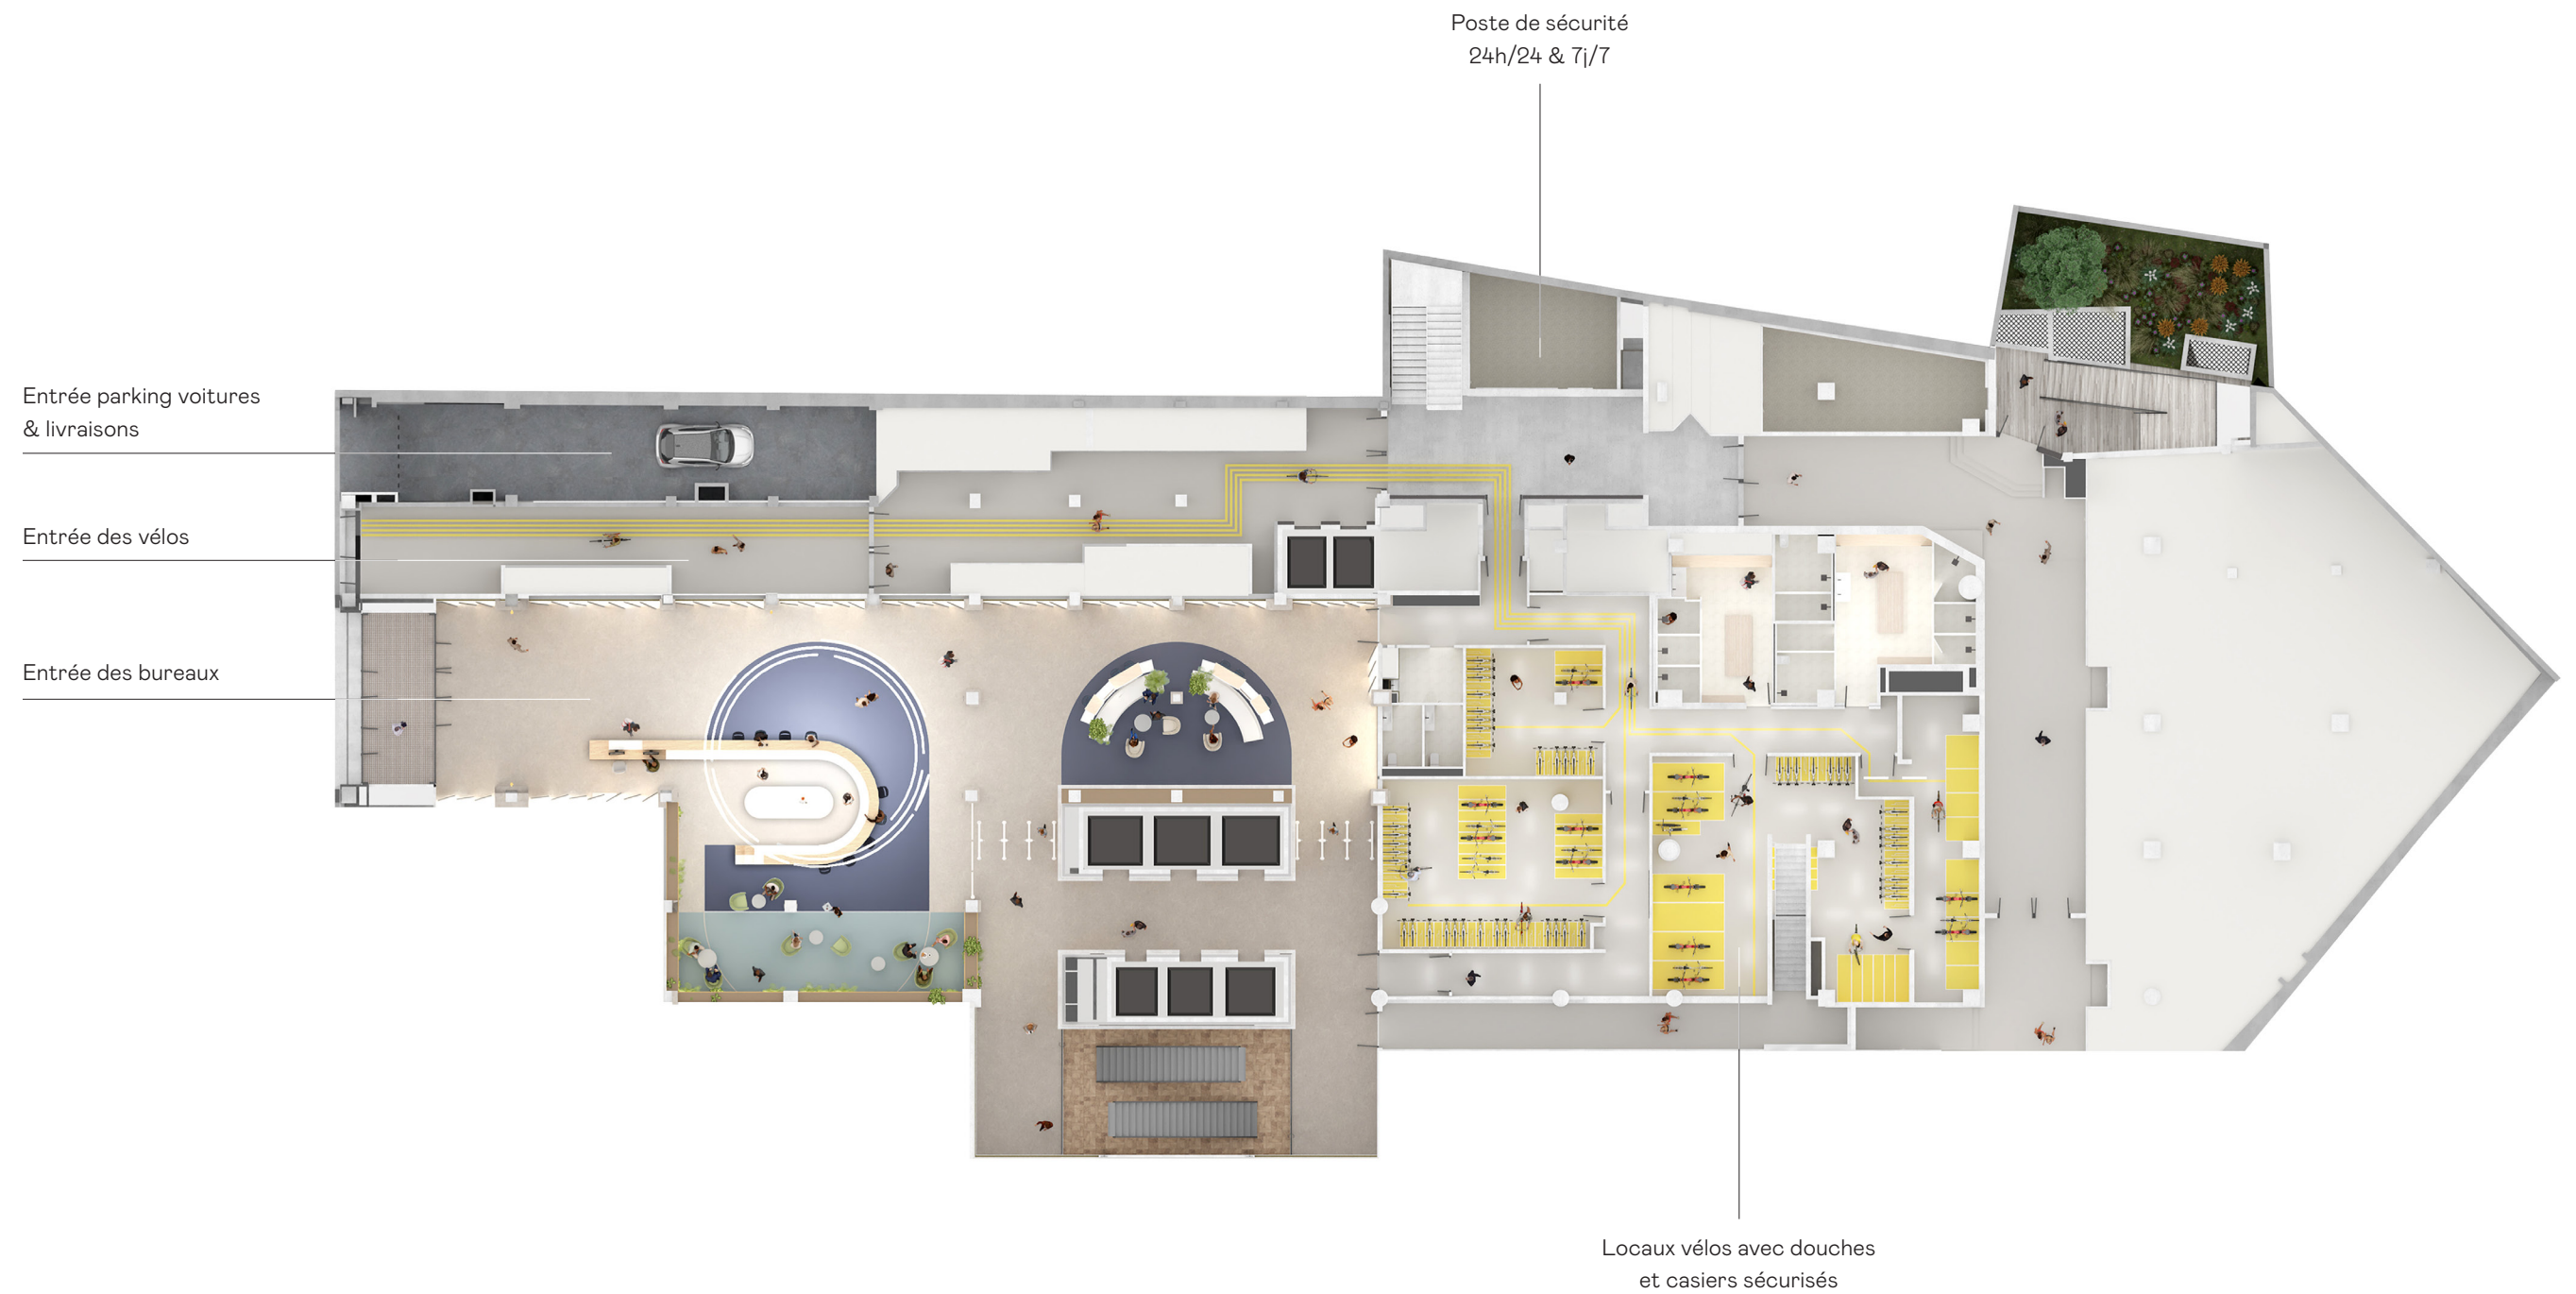 Poste de sécurité
24h/24 & 7j/7
Entrée parking voitures
& livraisons
Entrée des vélos
Entrée des bureaux
Locaux vélos avec douches
et casiers sécurisés